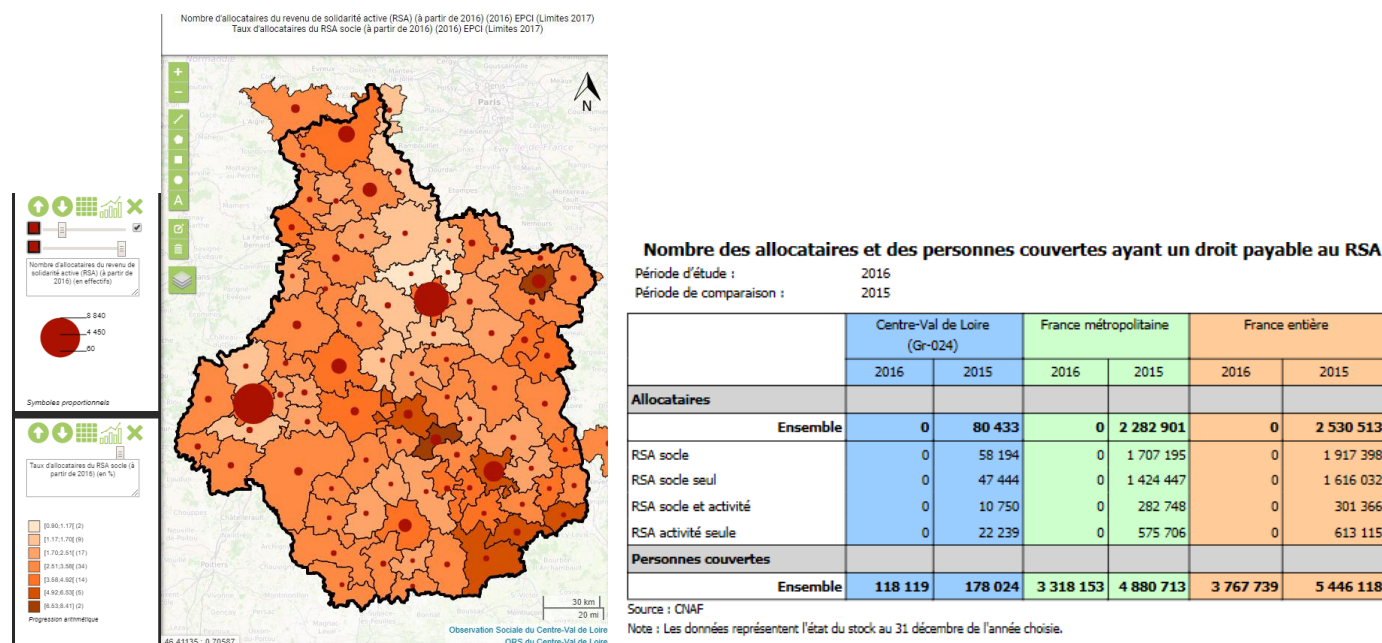 Nombre d'allocataires du revenu de solidarité active (RSA) (à partir de 2016) (2016) EPCI (Limites 2017)
Taux d'allocataires du RSA socle (à partir de 2016) (2016) EPCI (Limites 2017)
N
A
Paris
30 km
20 mi
46.41135 : 0.70587
Observation Sociale du Centre-Val de Loire
ORS du Centre-Val de Loire
Nombre d'allocataires du revenu de
solidarité active (RSA) (à partir de
2016) (en effectifs)
8 840
4 450
60
Symboles proportionnels
Taux d'allocataires du RSA socle (à
partir de 2016) (en %)
[0.90;1.17[ (2)
[1.17;1.70[ (9)
[1.70;2.51[ (17)
[2.51;3.58[ (34)
[3.58;4.92[ (14)
[4.92;6.53[ (5)
[6.53;8.41] (2)
Progression arithmétique
Nombre des allocataires et des personnes couvertes ayant un droit payable au RSA
Période d'étude : 2016
Période de comparaison : 2015
Centre-Val de Loire France métropolitaine France entière
(Gr-024)
2016 2015 2016 2015 2016 2015
Allocataires
Ensemble 0 80 433 0 2 282 901 0 2 530 513
RSA socle 0 58 194 0 1 707 195 0 1 917 398
RSA socle seul 0 47 444 0 1 424 447 0 1 616 032
RSA socle et activité 0 10 750 0 282 748 0 301 366
RSA activité seule 0 22 239 0 575 706 0 613 115
Personnes couvertes
Ensemble 118 119 178 024 3 318 153 4 880 713 3 767 739 5 446 118
Source : CNAF
Note : Les données représentent l'état du stock au 31 décembre de l'année choisie.